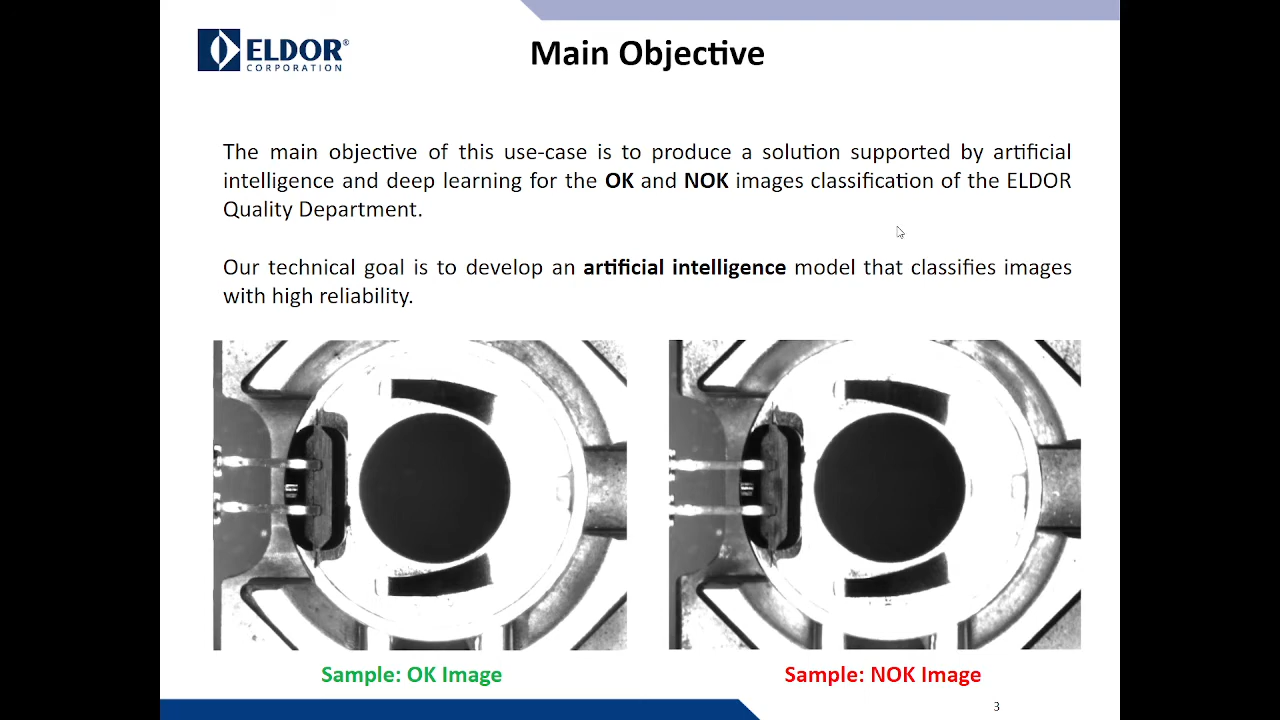 ELDOR®
CORPORATION
Main Objective
The main objective of this use-case is to produce a solution supported by artificial
intelligence and deep learning for the OK and NOK images classification of the ELDOR
Quality Department.
Our technical goal is to develop an artificial intelligence model that classifies images
with high reliability.
Sample: OK Image
Sample: NOK Image
3